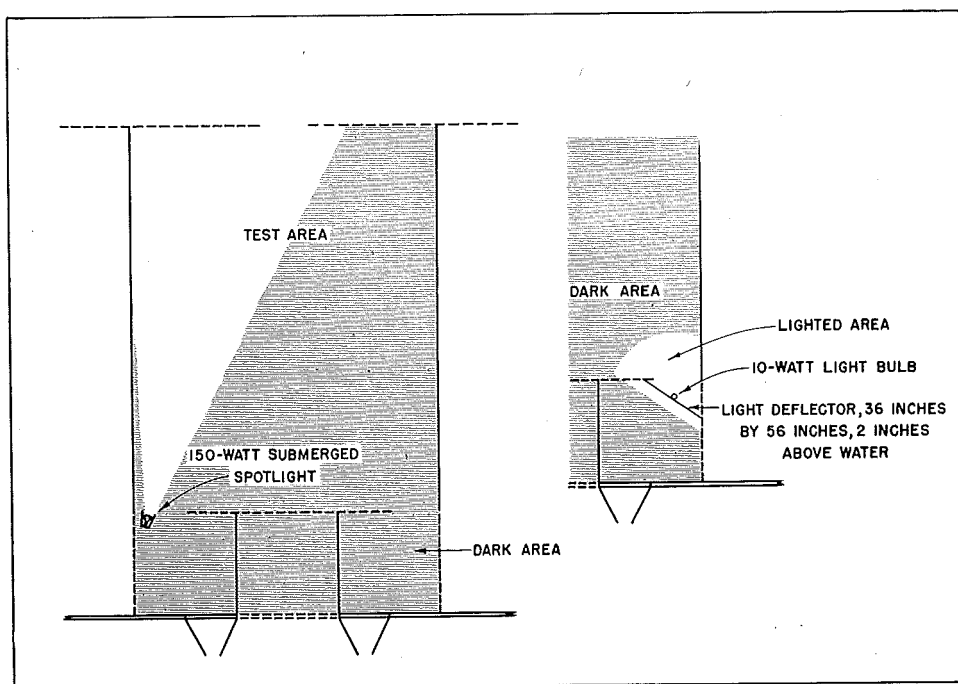 TEST AREA
150-WATT SUBMERGED
SPOTLIGHT
DARK AREA
DARK AREA
LIGHTED AREA
10-WATT LIGHT BULB
LIGHT DEFLECTOR, 36 INCHES
BY 56 INCHES, 2 INCHES
ABOVE WATER